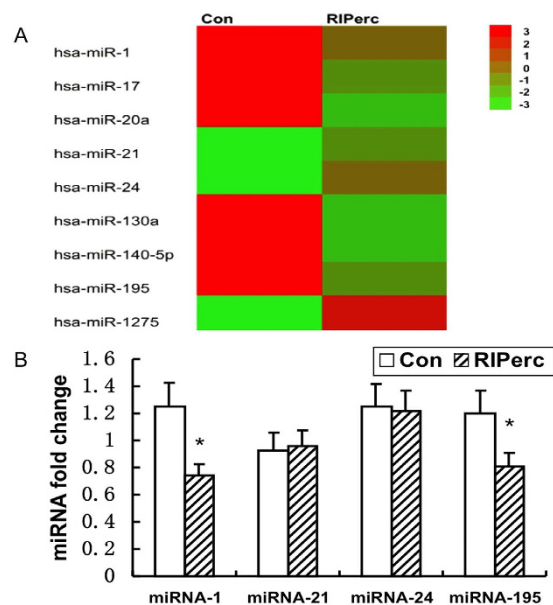 A
Con RIPerc
hsa-miR-1
hsa-miR-17
hsa-miR-20a
hsa-miR-21
hsa-miR-24
hsa-miR-130a
hsa-miR-140-5p
hsa-miR-195
hsa-miR-1275
3
2
1
0
-1
-2
-3
B
miRNA fold change
1.6
1.4
1.2
1
0.8
0.6
0.4
0.2
0
Con RIPerc
*
*
miRNA-1 miRNA-21 miRNA-24 miRNA-195